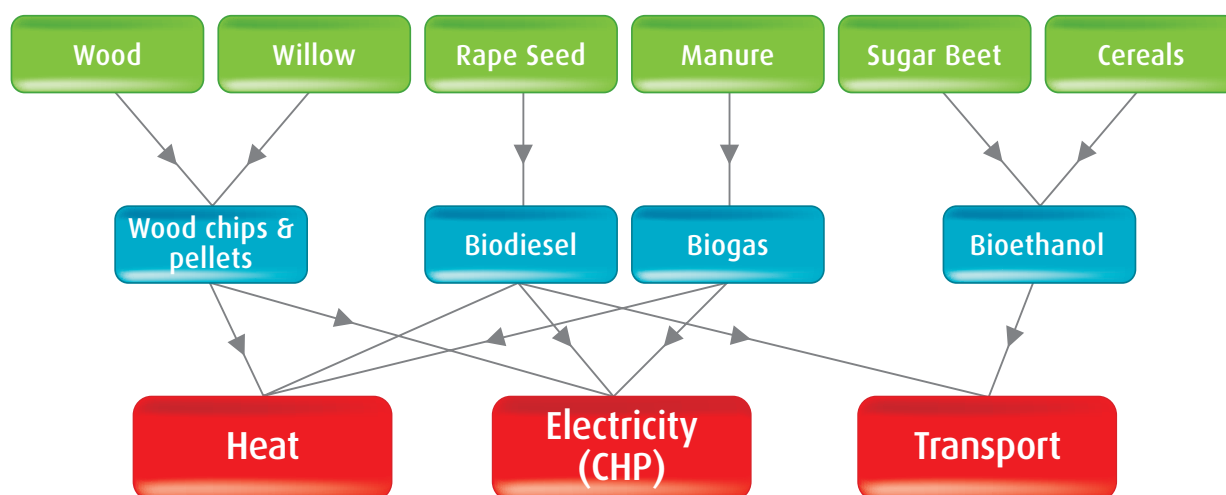 Wood
Willow
Rape Seed
Manure
Sugar Beet
Cereals
Wood chips &
pellets
Biodiesel
Biogas
Bioethanol
Heat
Electricity
(CHP)
Transport